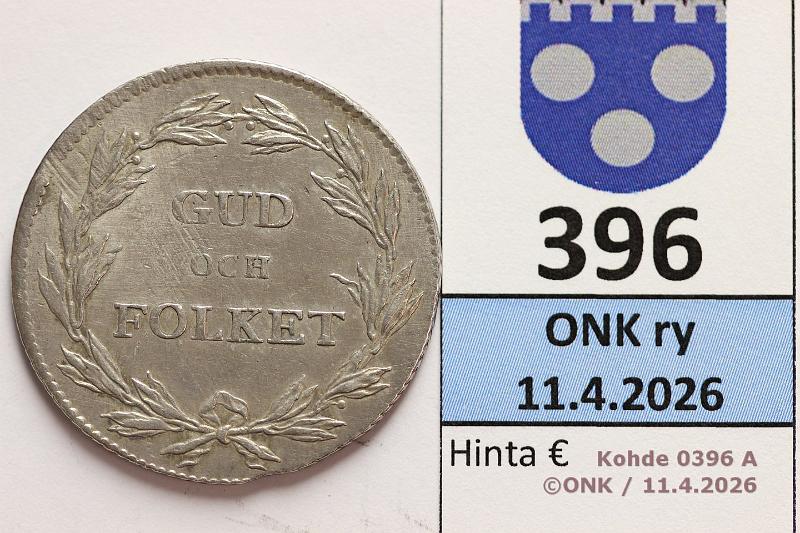 GUD
OCH
FOLKET
396
ONK ry
11.4.2026
Hinta €
Kohde 0396 A
©ONK / 11.4.2026